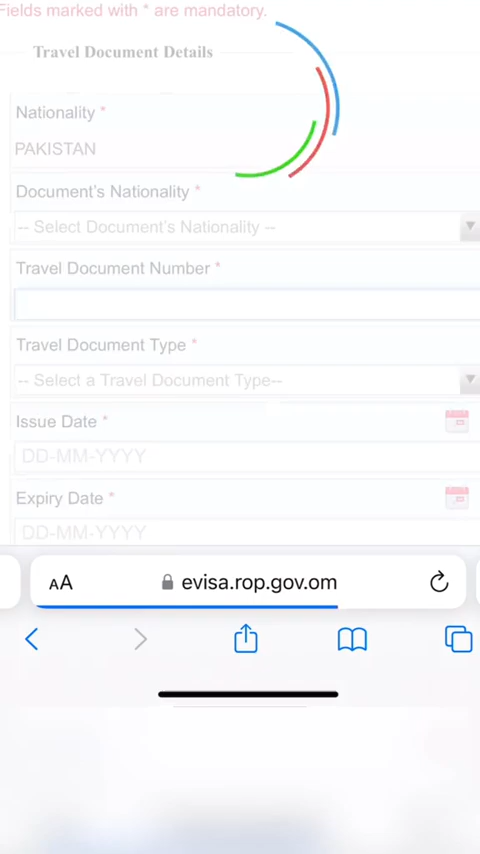 Fields marked with * are mandatory.
Travel Document Details
Nationality *
PAKISTAN
Document's Nationality *
-- Select Document's Nationality --
Travel Document Number *
Travel Document Type *
-- Select a Travel Document Type--
Issue Date *
DD-MM-YYYY
Expiry Date *
DD-MM-YYYY
AA evisa.rop.gov.om